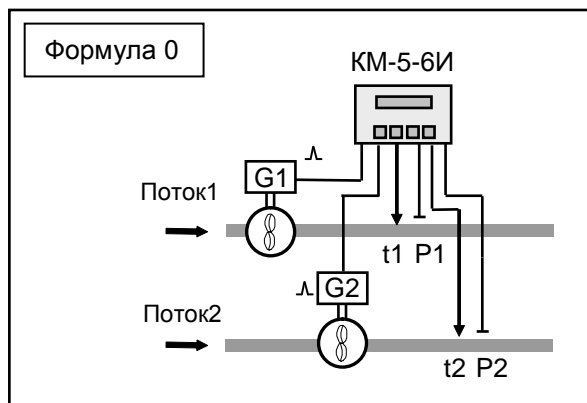 Формула 0
КМ-5-6И
G1
Поток1
t1 P1
G2
Поток2
t2 P2